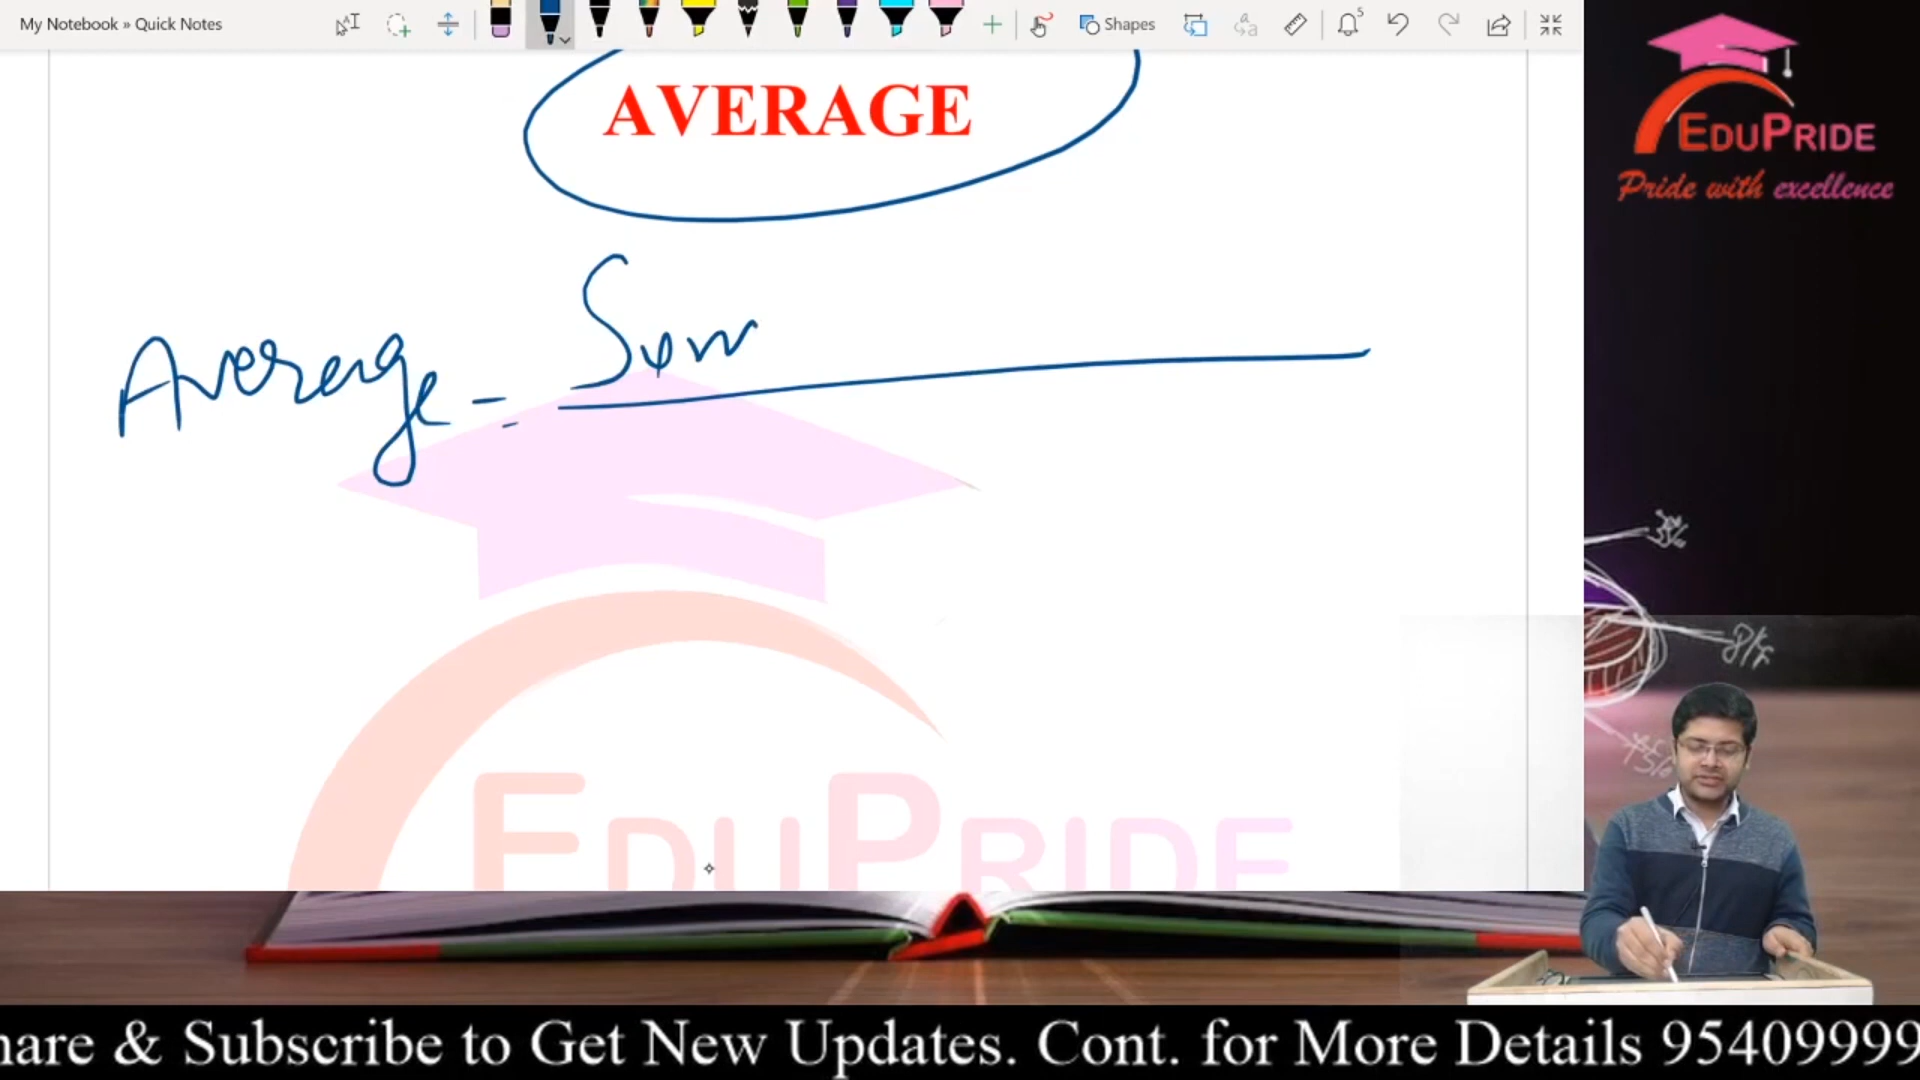 My Notebook » Quick Notes
Shapes
5
AVERAGE
EDUPRIDE
Pride with excellence
Average = Sum
EDUPRIDE
hare & Subscribe to Get New Updates. Cont. for More Details 95409999